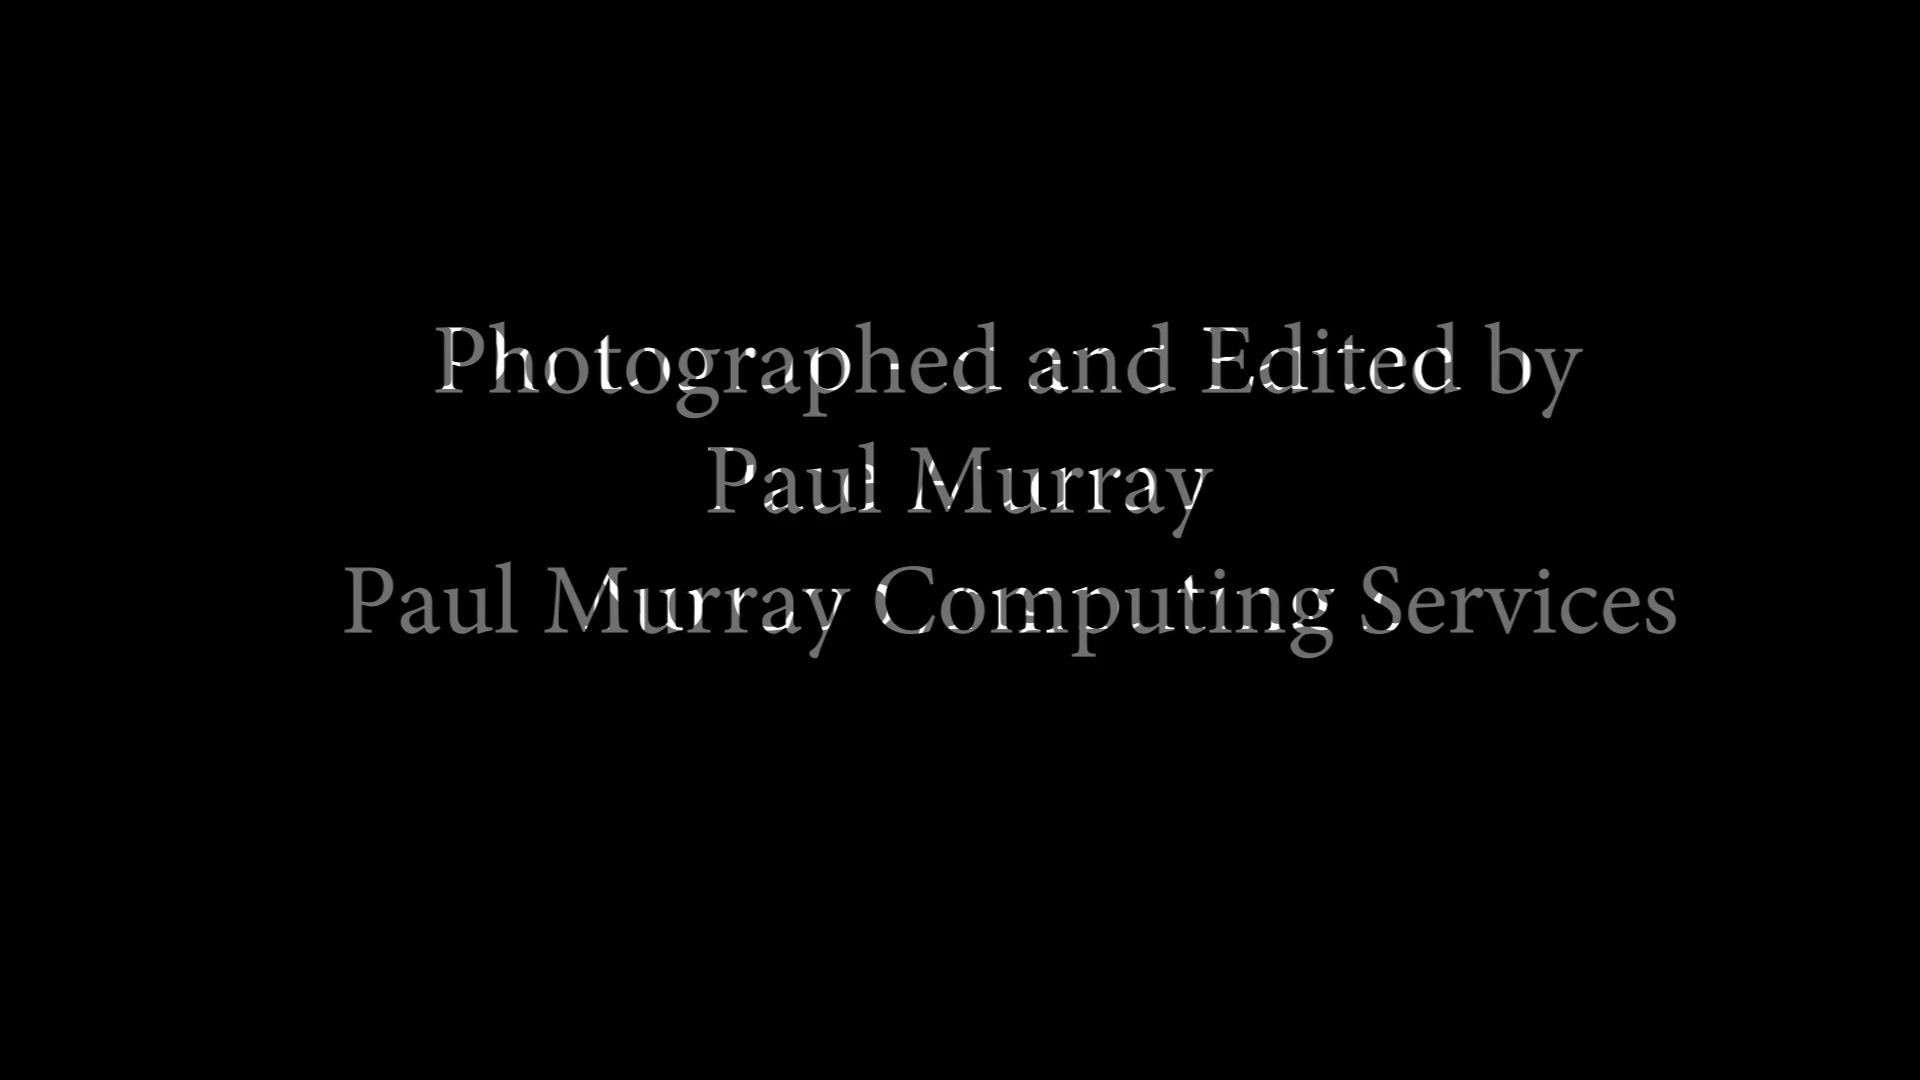 Photographed and Edited by
Paul Murray
Paul Murray Computing Services